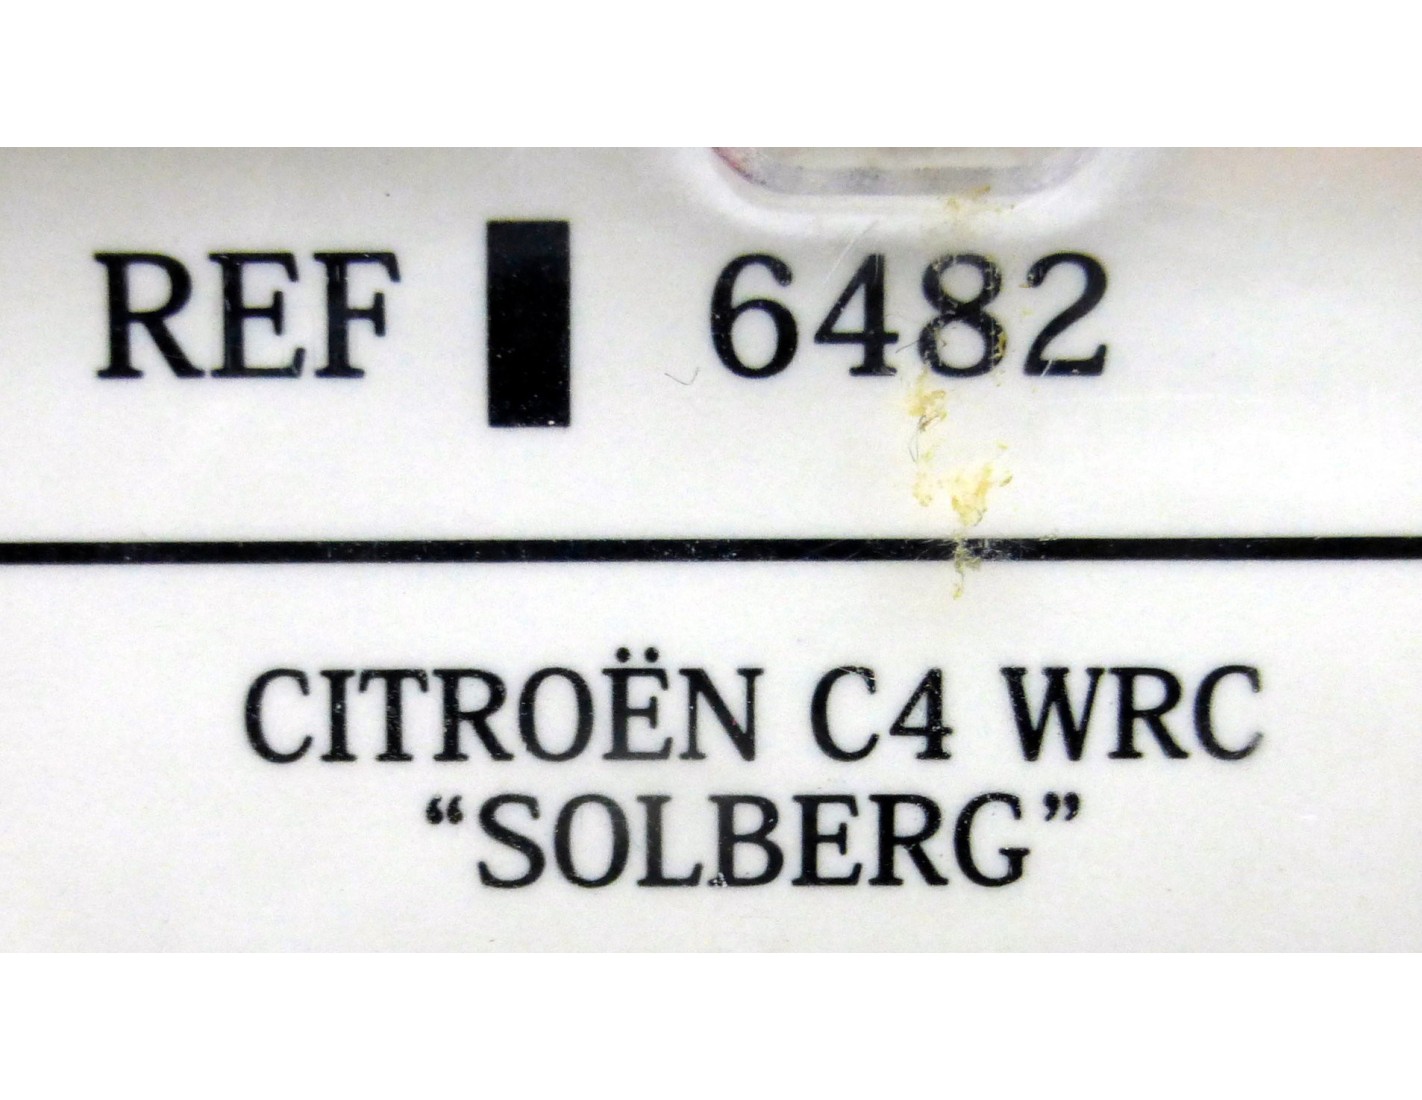 REF 6482
CITROËN C4 WRC
“SOLBERG”